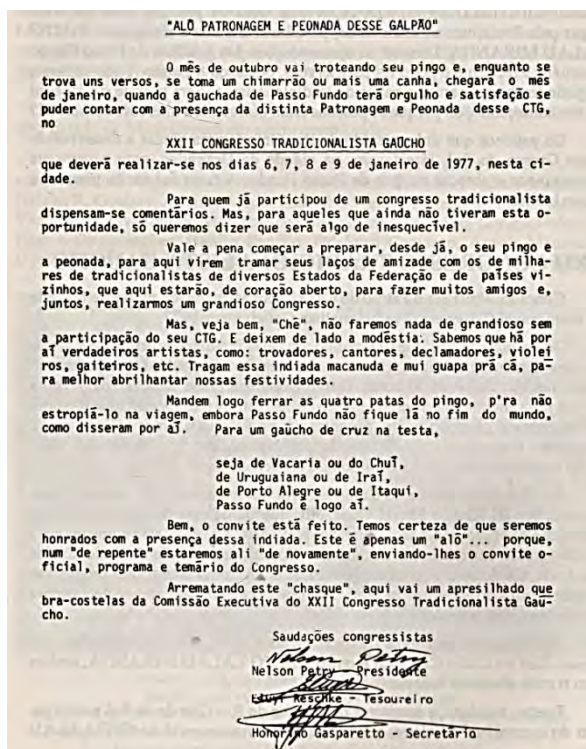 "ALÔ PATRONAGEM E PEONADA DESSE GALPÃO"
O mês de outubro vai troteando seu pingo e, enquanto se
trova uns versos, se toma um chimarrão ou mais uma canha, chegará o mês
de janeiro, quando a gauchada de Passo Fundo terá orgulho e satisfação se
puder contar com a presença da distinta Patronagem e Peonada desse CTG,
no
XXII CONGRESSO TRADICIONALISTA GAÚCHO
que deverá realizar-se nos dias 6, 7, 8 e 9 de janeiro de 1977, nesta ci-
dade.
Para quem já participou de um congresso tradicionalista
dispensam-se comentários. Mas, para aqueles que ainda não tiveram esta o-
portunidade, só queremos dizer que será algo de inesquecível.
Vale a pena começar a preparar, desde já, o seu pingo e
a peonada, para aqui virem tramar seus laços de amizade com os de milha-
res de tradicionalistas de diversos Estados da Federação e de países vi-
zinhos, que aqui estarão, de coração aberto, para fazer muitos amigos e,
juntos, realizarmos um grandioso Congresso.
Mas, veja bem, "Chê", não faremos nada de grandioso sem
a participação do seu CTG. E deixem de lado a modéstia. Sabemos que há por
aí verdadeiros artistas, como: trovadores, cantores, declamadores, violei
ros, gaiteiros, etc. Tragam essa indiada macanuda e mui guapa prá cá, pa-
ra melhor abrilhantar nossas festividades.
Mandem logo ferrar as quatro patas do pingo, p'ra não
estropiá-lo na viagem, embora Passo Fundo não fique lá no fim do mundo,
como disseram por aí. Para um gaúcho de cruz na testa,
seja de Vacaria ou do Chuí,
de Uruguaiana ou de Iraí,
de Porto Alegre ou de Itaqui,
Passo Fundo é logo aí.
Bem, o convite está feito. Temos certeza de que seremos
honrados com a presença dessa indiada. Este é apenas um "alô"... porque,
num "de repente" estaremos ali "de novamente", enviando-lhes o convite o-
ficial, programa e temário do Congresso.
Arrematando este "chasque", aqui vai um apresilhado que
bra-costelas da Comissão Executiva do XXII Congresso Tradicionalista Gaú-
cho.
Saudações congressistas
Nelson Petry
Nelson Petry Presidente
Reschke - Tesoureiro
Honorino Gasparetto - Secretário